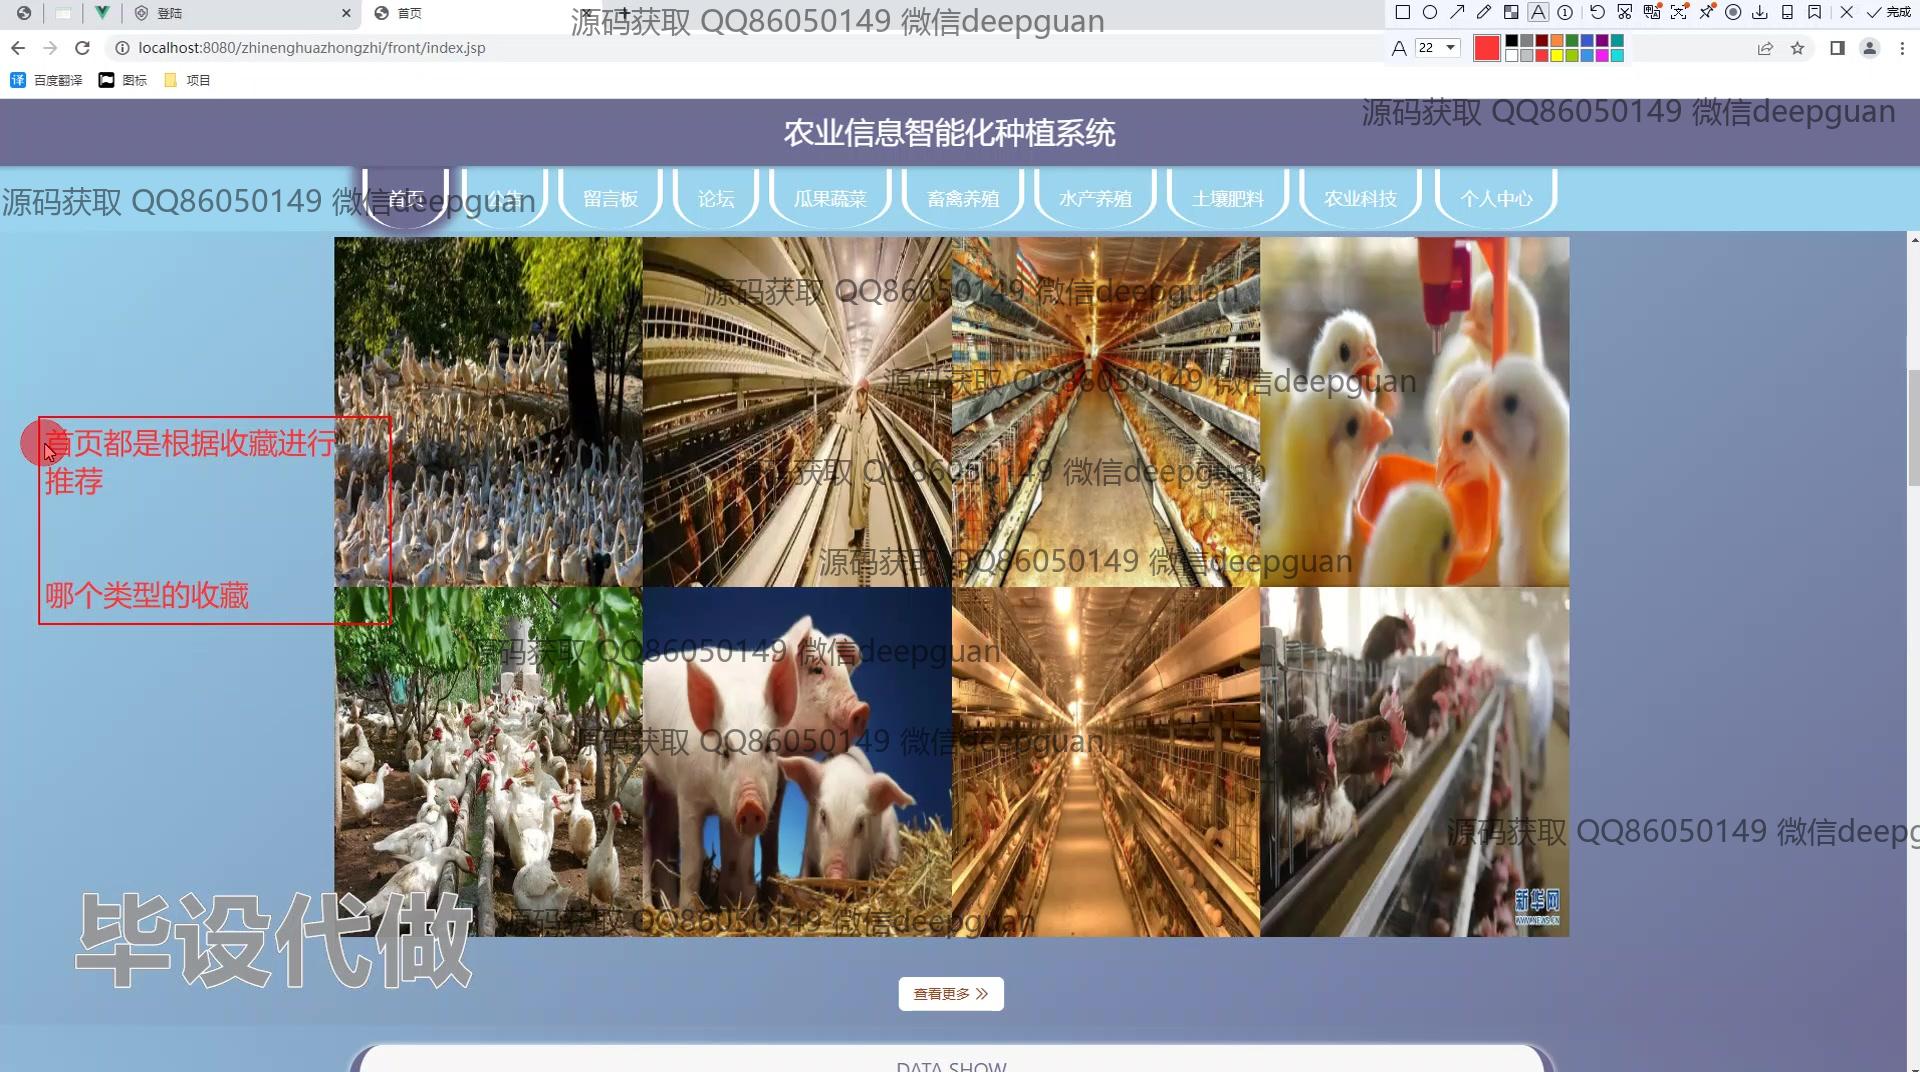 登陆
首页
源码获取 QQ86050149 微信deepguan
完成
localhost:8080/zhinenghuazhongzhi/front/index.jsp
A 22
百度翻译
图标
项目
源码获取 QQ86050149 微信deepguan
农业信息智能化种植系统
源码获取 QQ86050149 微信deepguan
首页
公告
留言板
论坛
瓜果蔬菜
畜禽养殖
水产养殖
土壤肥料
农业科技
个人中心
源码获取 QQ86050149 微信deepguan
源码获取 QQ86050149 微信deepguan
首页都是根据收藏进行
推荐
源码获取 QQ86050149 微信deepguan
源码获取 QQ86050149 微信deepguan
哪个类型的收藏
源码获取 QQ86050149 微信deepguan
源码获取 QQ86050149 微信deepguan
源码获取 QQ86050149 微信deepg
新华网
WWW.NEWS.CN
源码获取 QQ86050149 微信deepguan
毕设代做
查看更多
DATA SHOW